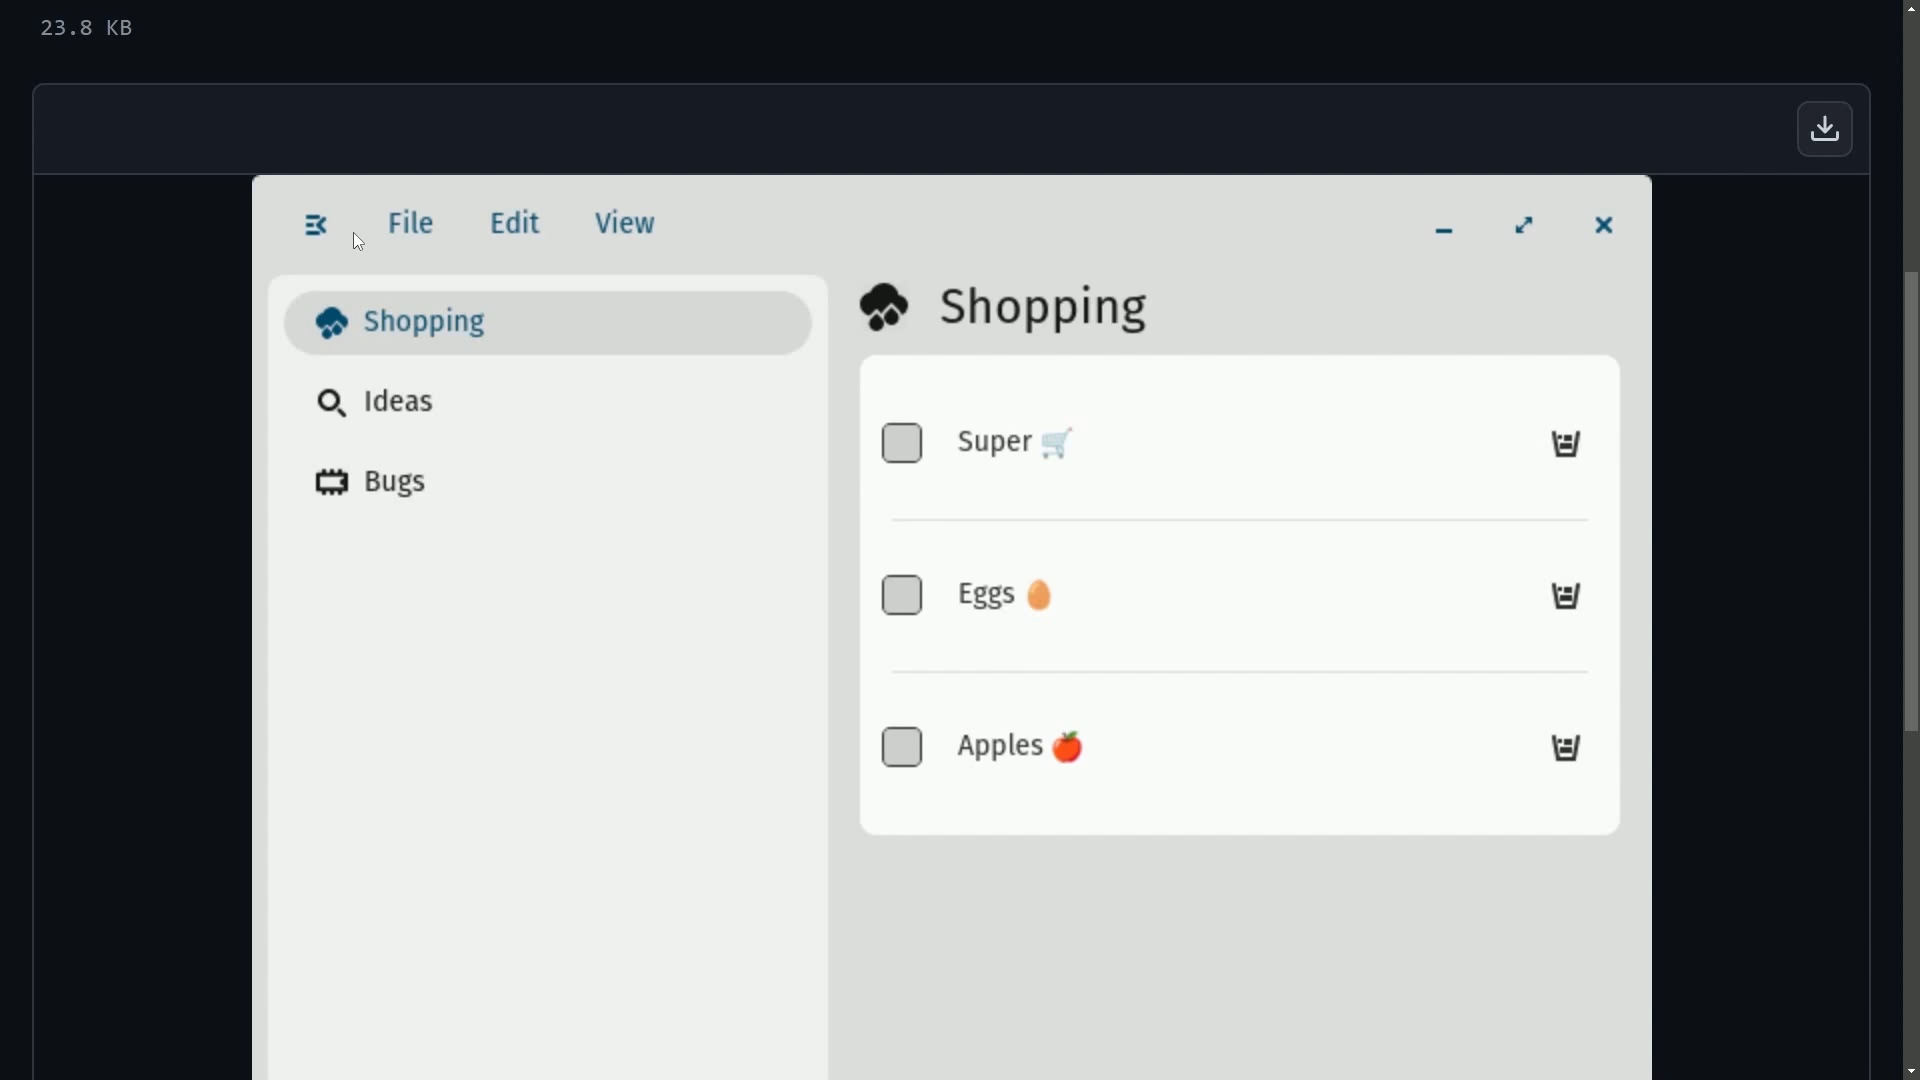 23.8 KB
File Edit View
Shopping
Ideas
Bugs
Shopping
Super 🛒
Eggs 🥚
Apples 🍎